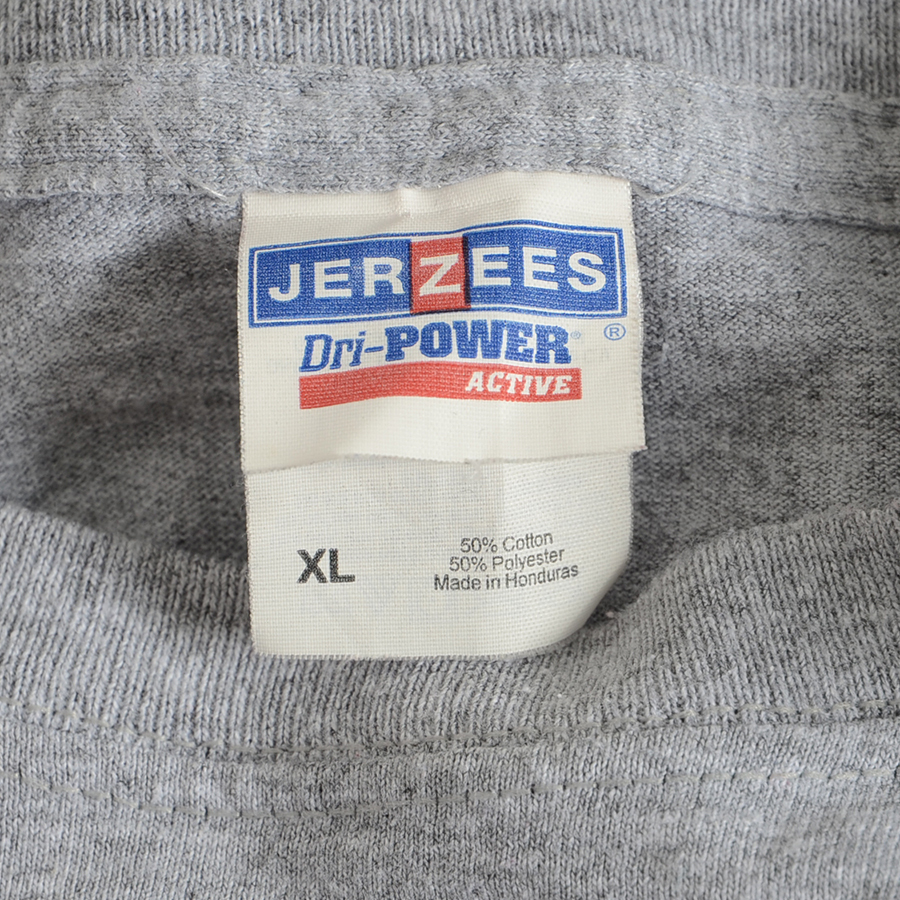 JERZEES
®
Dri-POWER®
ACTIVE
XL
50% Cotton
50% Polyester
Made in Honduras